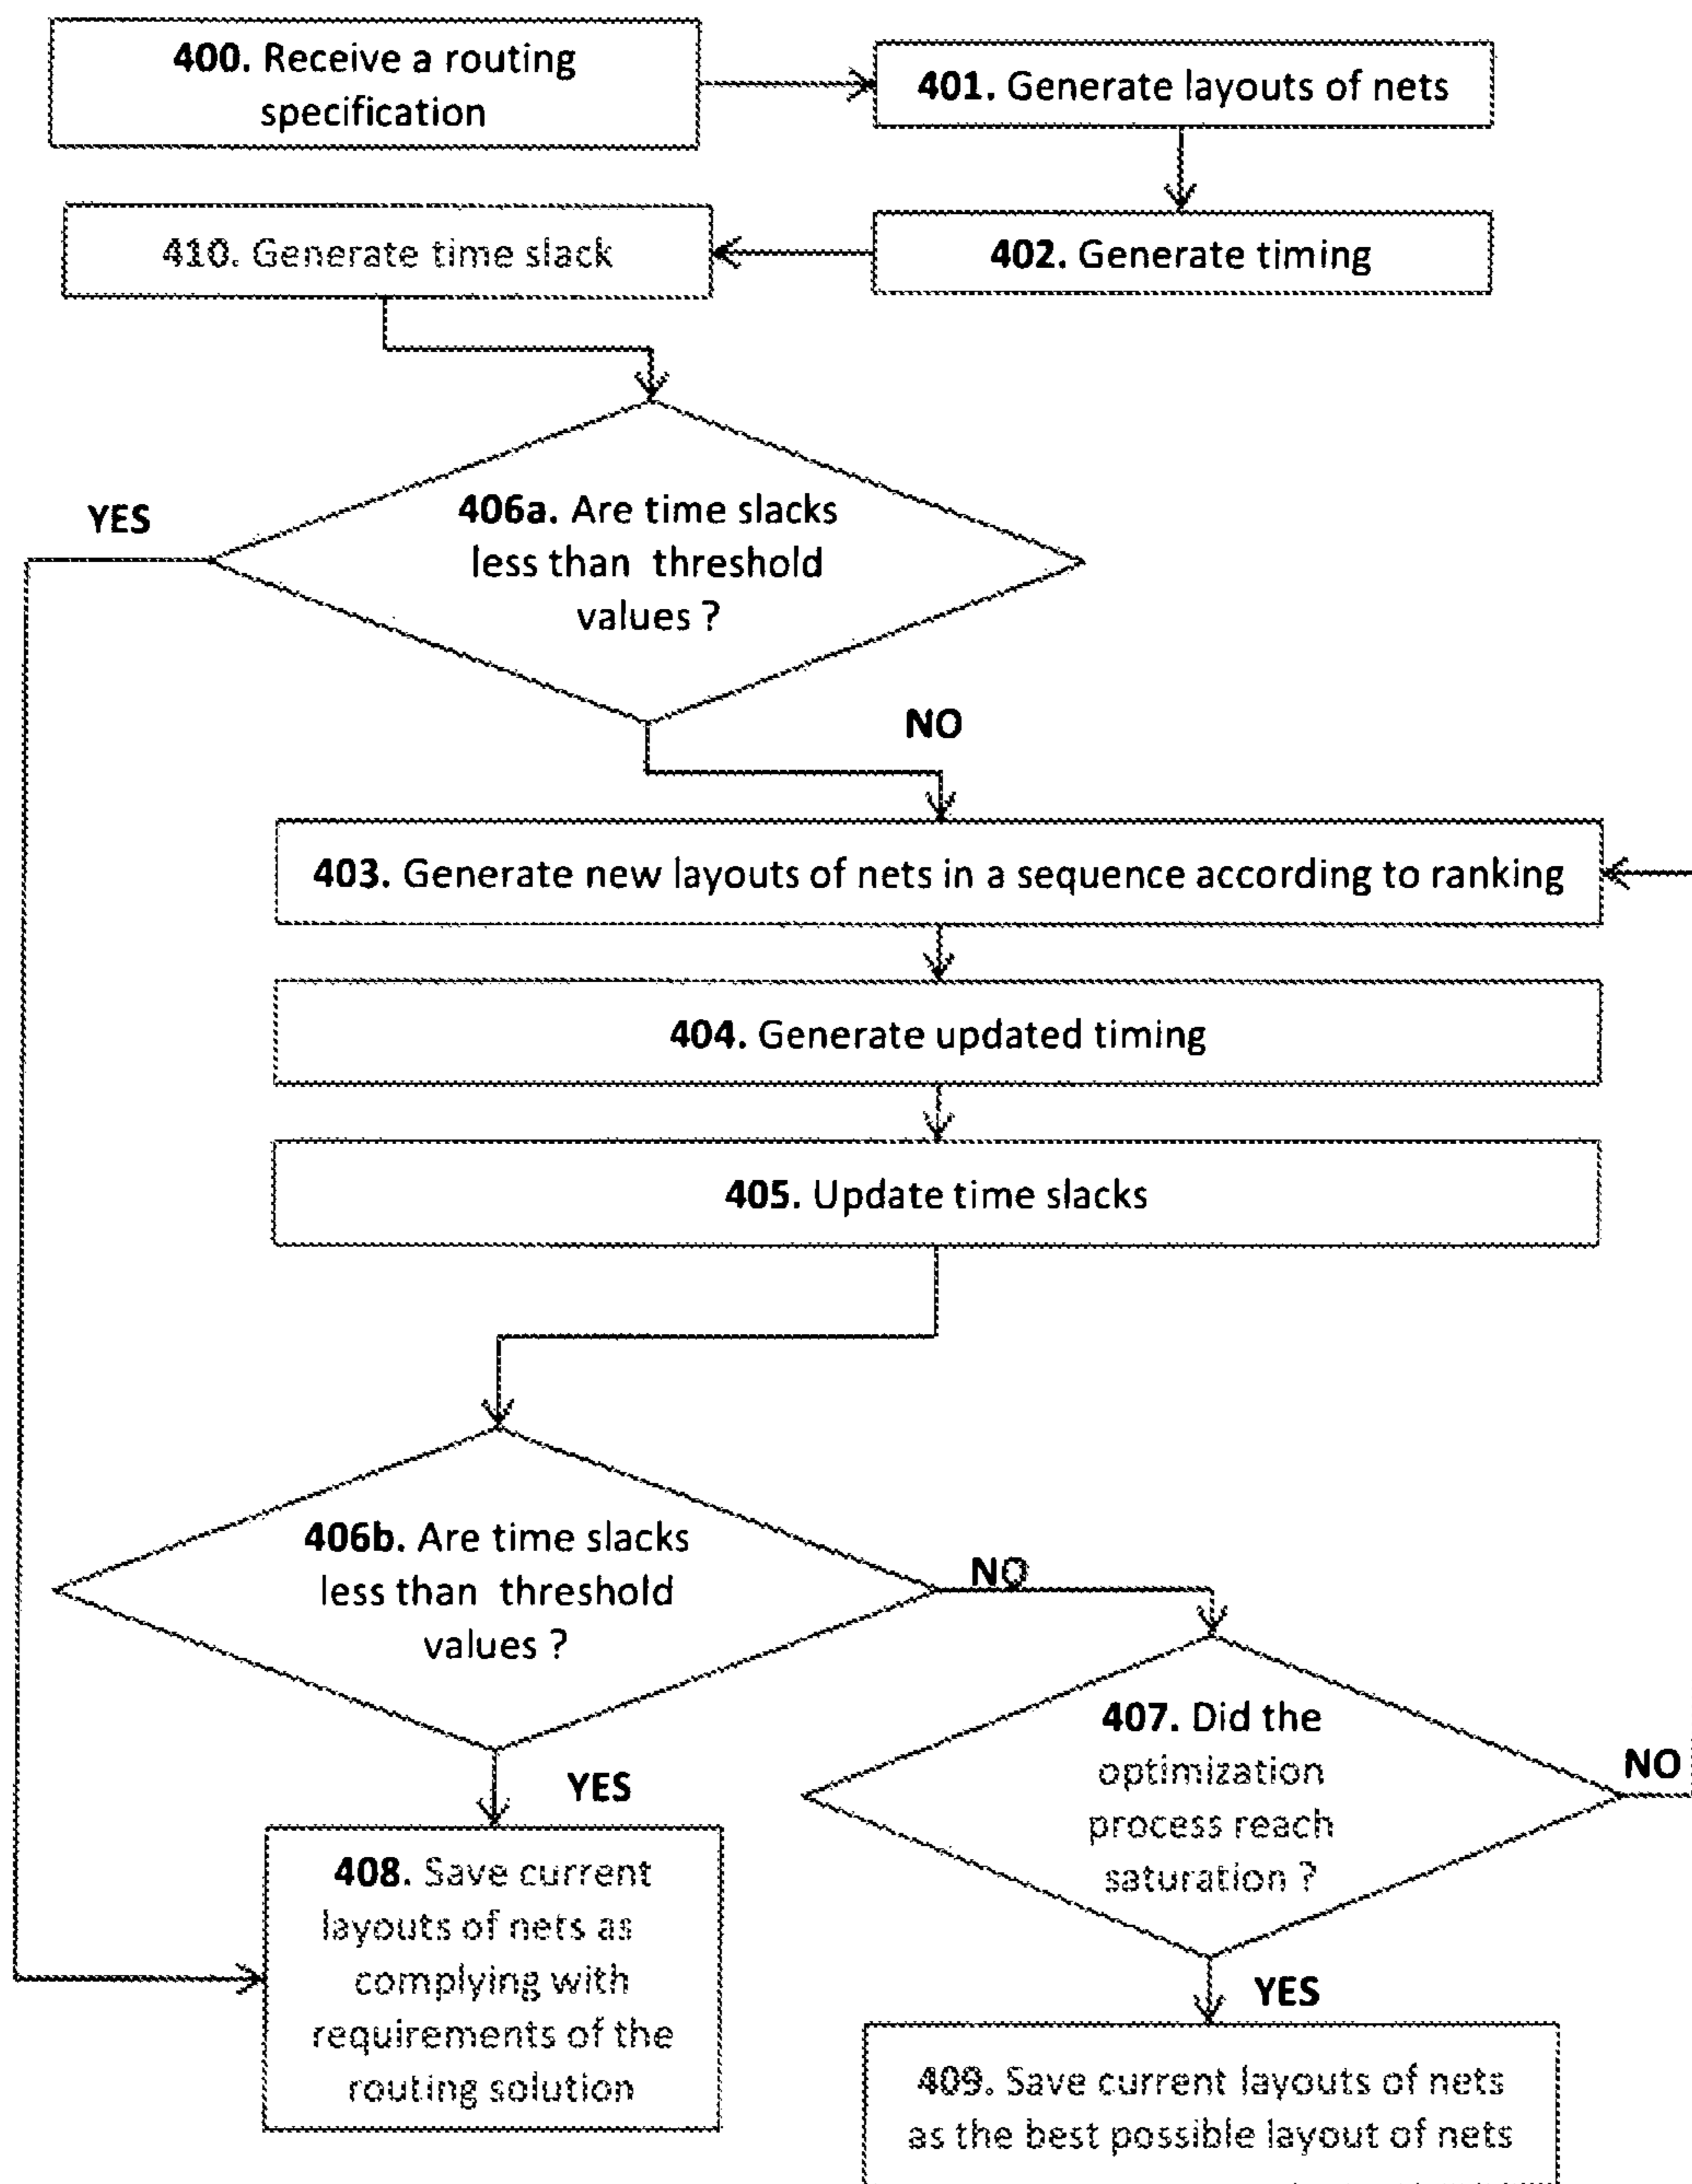 400. Receive a routing
specification
401. Generate layouts of nets
410. Generate time slack
402. Generate timing
YES
406a. Are time slacks
less than threshold
values ?
NO
403. Generate new layouts of nets in a sequence according to ranking
404. Generate updated timing
405. Update time slacks
406b. Are time slacks
less than threshold
values ?
NO
407. Did the
optimization
process reach
saturation ?
NO
YES
408. Save current
layouts of nets as
complying with
requirements of the
routing solution
YES
409. Save current layouts of nets
as the best possible layout of nets